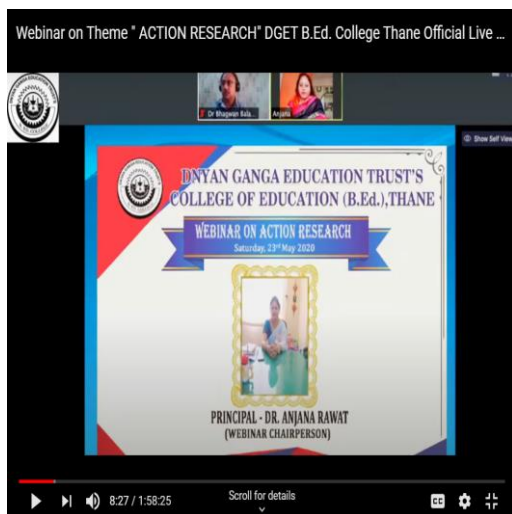 Webinar on Theme " ACTION RESEARCH" DGET B.Ed. College Thane Official Live ...
Dr Bhagwan Bala...
Anjana
Show Self View
DNYAN GANGA EDUCATION TRUST'S
COLLEGE OF EDUCATION (B.Ed.),THANE
WEBINAR ON ACTION RESEARCH
Saturday, 23rd May 2020
PRINCIPAL - DR. ANJANA RAWAT
(WEBINAR CHAIRPERSON)
8:27 / 1:58:25
Scroll for details
CC